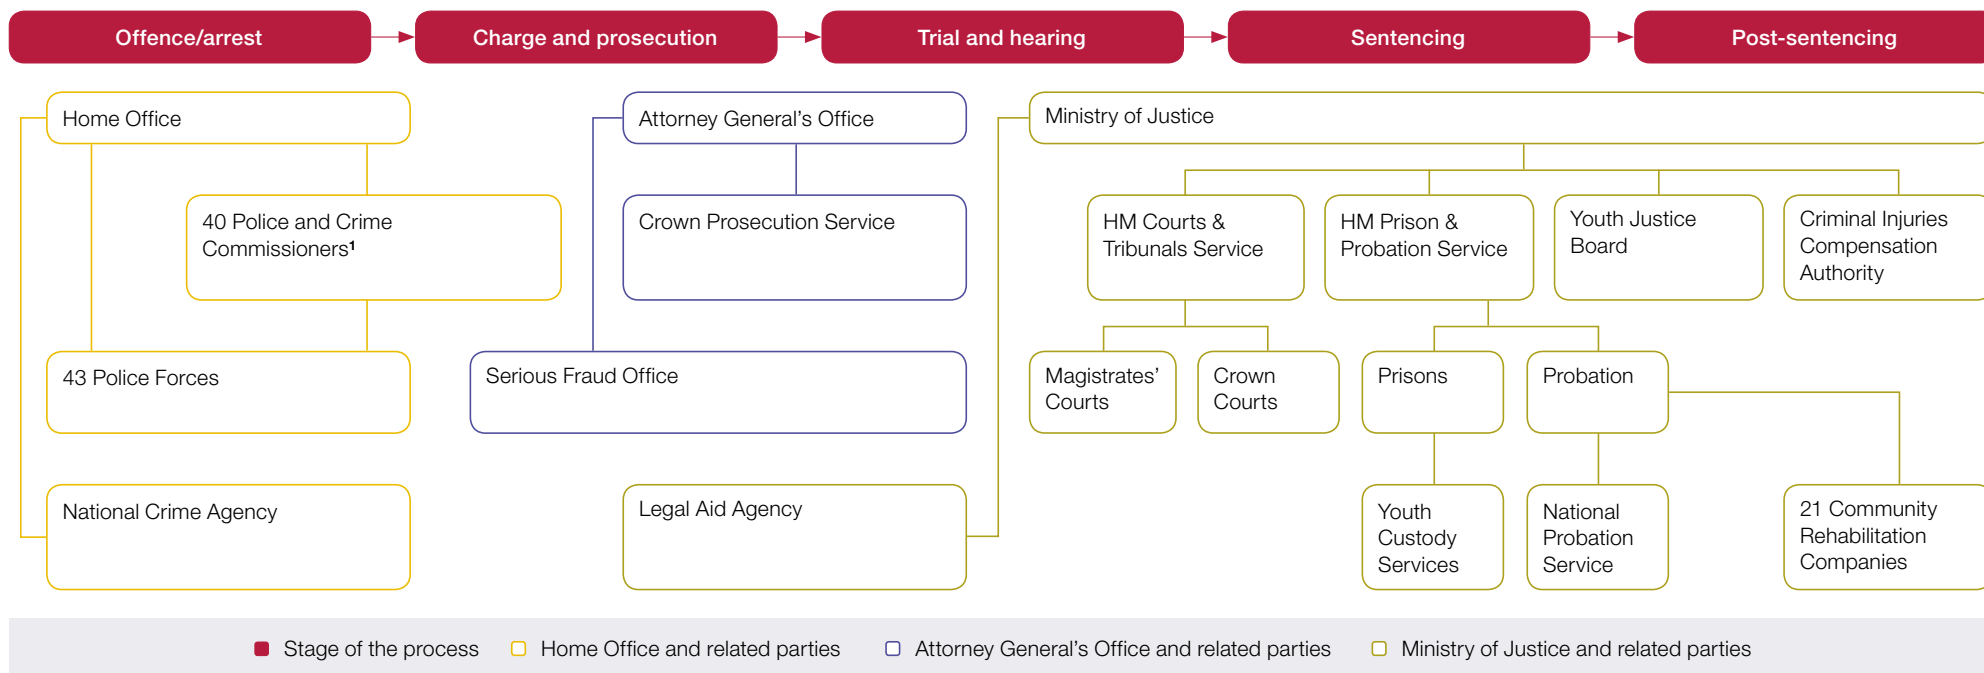 Offence/arrest
Charge and prosecution
Trial and hearing
Sentencing
Post-sentencing
Home Office
Attorney General's Office
Ministry of Justice
40 Police and Crime
Commissioners¹
Crown Prosecution Service
HM Courts &
Tribunals Service
HM Prison &
Probation Service
Youth Justice
Board
Criminal Injuries
Compensation
Authority
43 Police Forces
Serious Fraud Office
Magistrates'
Courts
Crown
Courts
Prisons
Probation
National Crime Agency
Legal Aid Agency
Youth
Custody
Services
National
Probation
Service
21 Community
Rehabilitation
Companies
Stage of the process
Home Office and related parties
Attorney General's Office and related parties
Ministry of Justice and related parties